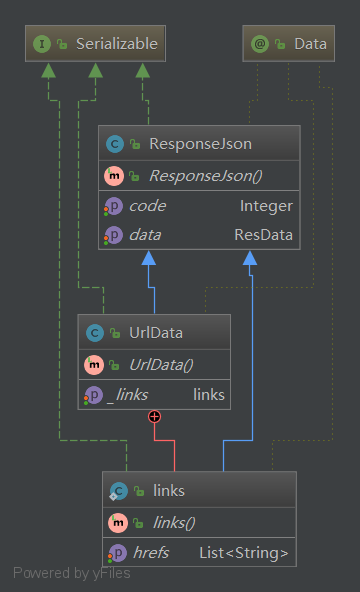 I Serializable
@ Data
C ResponseJson
m ResponseJson()
p code Integer
p data ResData
C UrlData
m UrlData()
p _links links
C links
m links()
p hrefs List<String>
Powered by yFiles